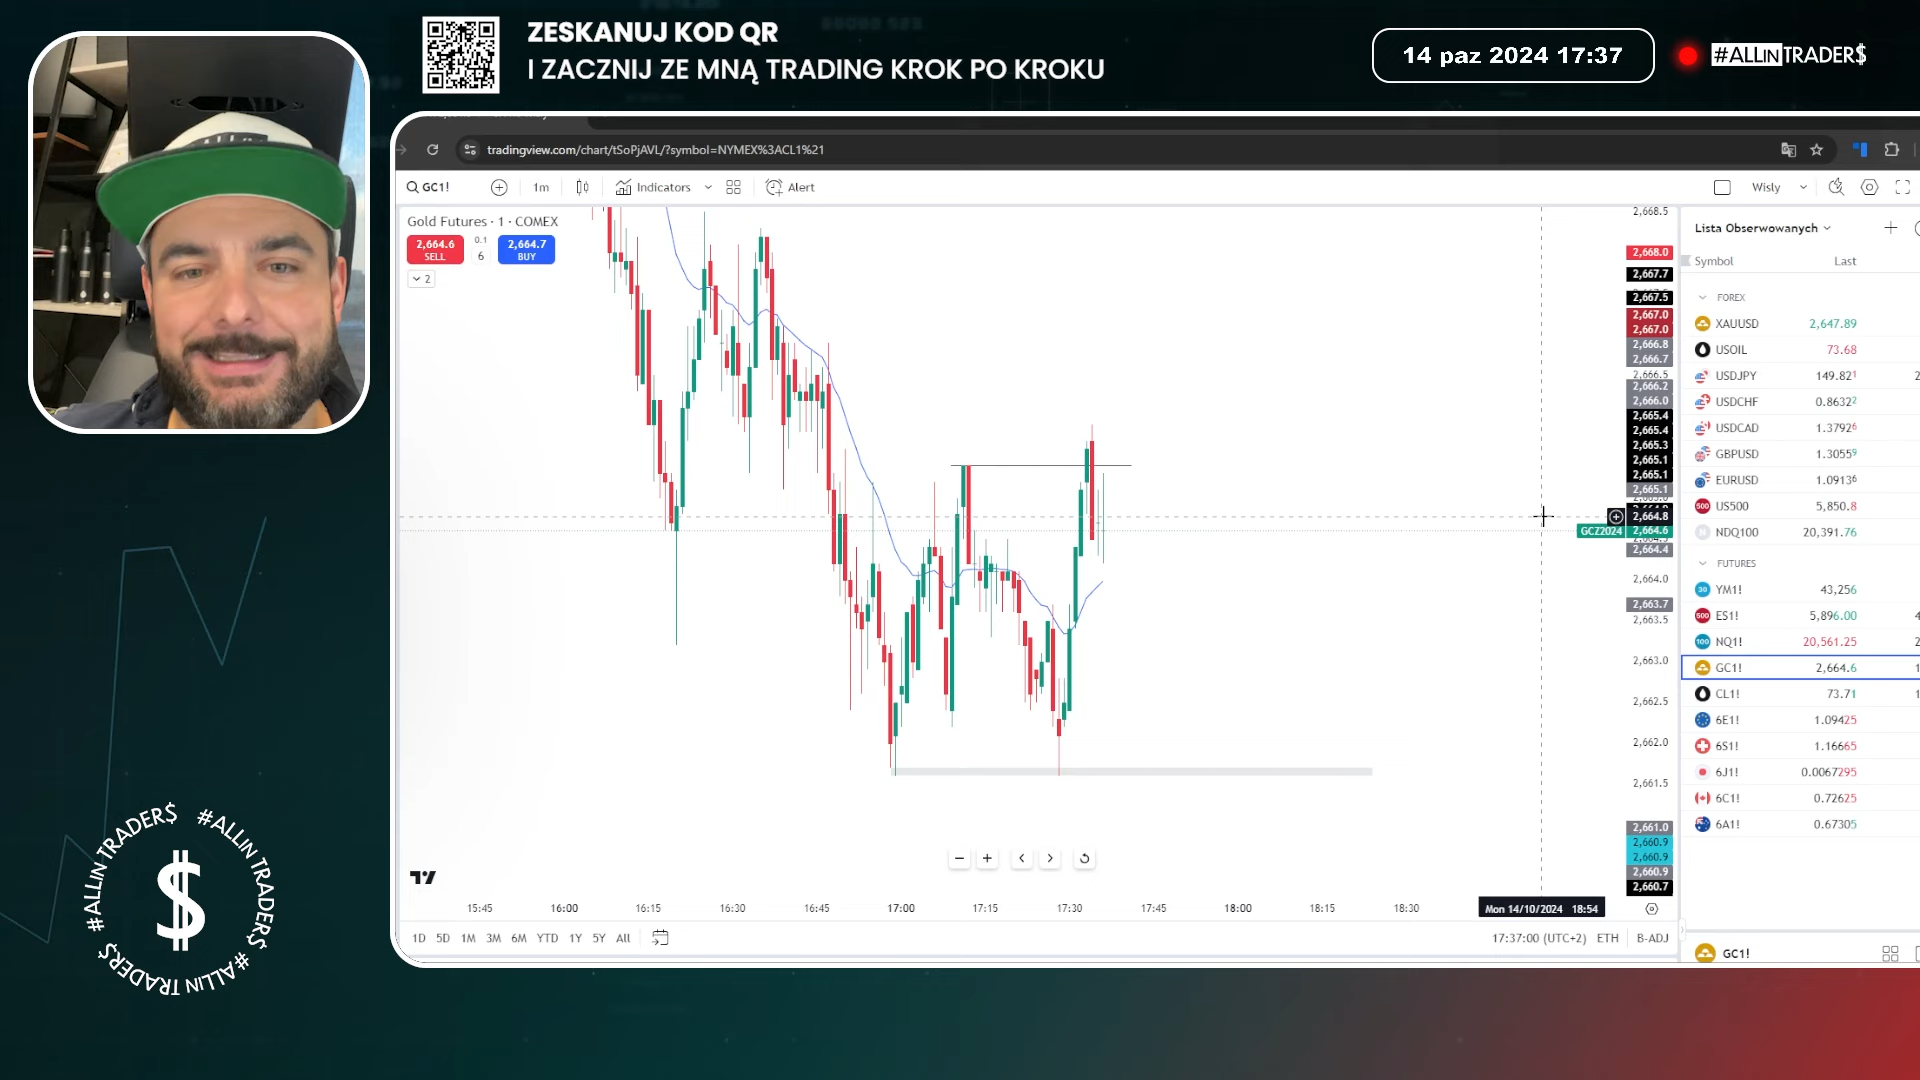 ZESKANUJ KOD QR
I ZACZNIJ ZE MNĄ TRADING KROK PO KROKU
14 paz 2024 17:37
#ALLINTRADER$
tradingview.com/chart/tSoPjAVL/?symbol=NYMEX%3ACL1%21
GC1!
1m
Indicators
Alert
Wisly
Gold Futures · 1 · COMEX
2,664.6
SELL
0.1
6
2,664.7
BUY
2
2,668.5
2,668.0
2,667.7
2,667.5
2,667.0
2,667.0
2,666.8
2,666.7
2,666.5
2,666.2
2,666.0
2,665.4
2,665.4
2,665.3
2,665.1
2,665.1
2,665.1
2,664.8
GCZ2024 2,664.6
2,664.4
2,664.0
2,663.7
2,663.5
2,663.0
2,662.5
2,662.0
2,661.5
2,661.0
2,660.9
2,660.9
2,660.9
2,660.7
15:45 16:00 16:15 16:30 16:45 17:00 17:15 17:30 17:45 18:00 18:15 18:30 Mon 14/10/2024 18:54
1D 5D 1M 3M 6M YTD 1Y 5Y All
17:37:00 (UTC+2) ETH B-ADJ
Lista Obserwowanych
Symbol Last
FOREX
XAUUSD 2,647.89
USOIL 73.68
USDJPY 149.821
USDCHF 0.86322
USDCAD 1.37926
GBPUSD 1.30559
EURUSD 1.09136
US500 5,850.8
NDQ100 20,391.76
FUTURES
YM1! 43,256
ES1! 5,896.00
NQ1! 20,561.25
GC1! 2,664.6
CL1! 73.71
6E1! 1.09425
6S1! 1.16665
6J1! 0.0067295
6C1! 0.72625
6A1! 0.67305
GC1!
#ALLIN TRADER$ #ALLIN TRADER$ #ALLIN TRADER$
$